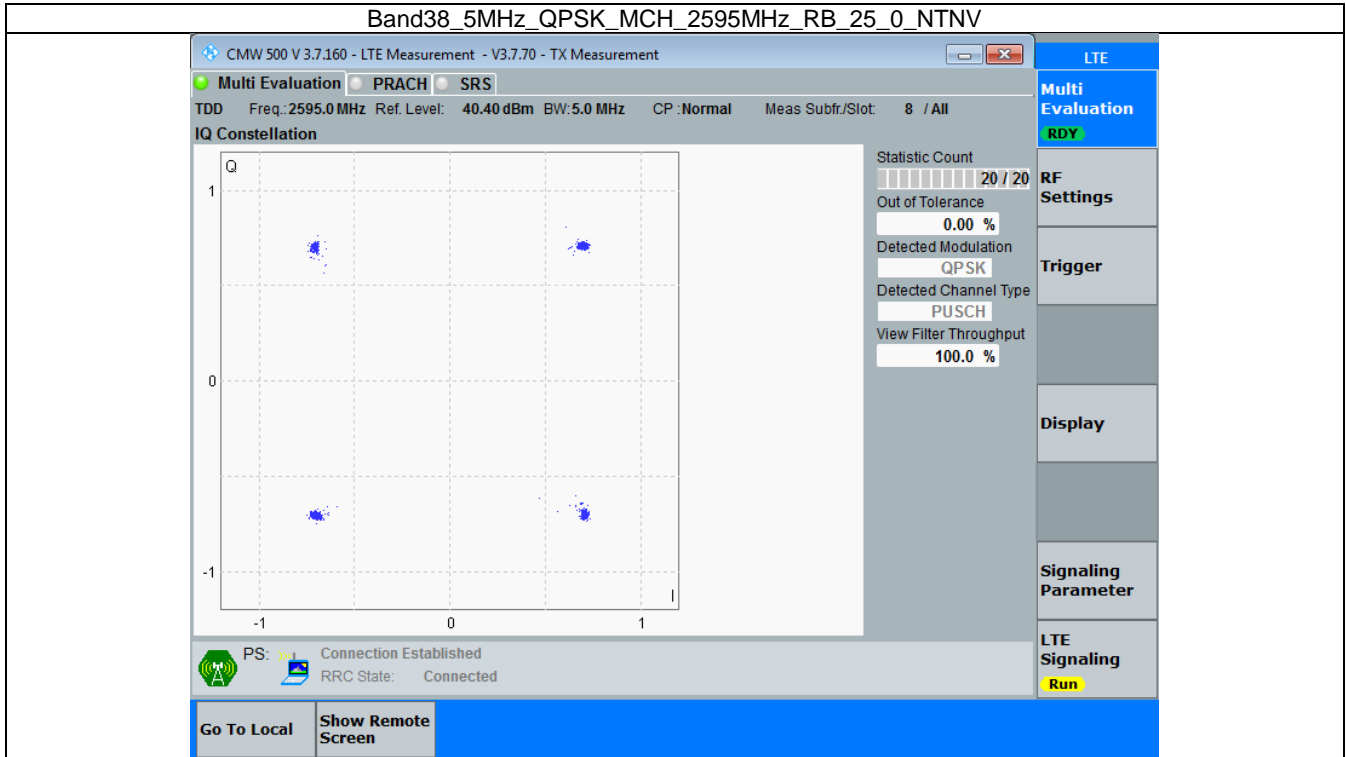 Band38_5MHz_QPSK_MCH_2595MHz_RB_25_0_NTNV
CMW 500 V 3.7.160 - LTE Measurement - V3.7.70 - TX Measurement
LTE
Multi Evaluation PRACH SRS
Multi
Evaluation
RDY
TDD Freq.:2595.0 MHz Ref. Level: 40.40 dBm BW:5.0 MHz CP :Normal Meas Subfr./Slot: 8 / All
IQ Constellation
Q
1
0
-1
I
-1 0 1
Statistic Count
20 / 20
Out of Tolerance
0.00 %
Detected Modulation
QPSK
Detected Channel Type
PUSCH
View Filter Throughput
100.0 %
RF
Settings
Trigger
Display
Signaling
Parameter
LTE
Signaling
Run
PS: Connection Established
RRC State: Connected
Go To Local
Show Remote
Screen